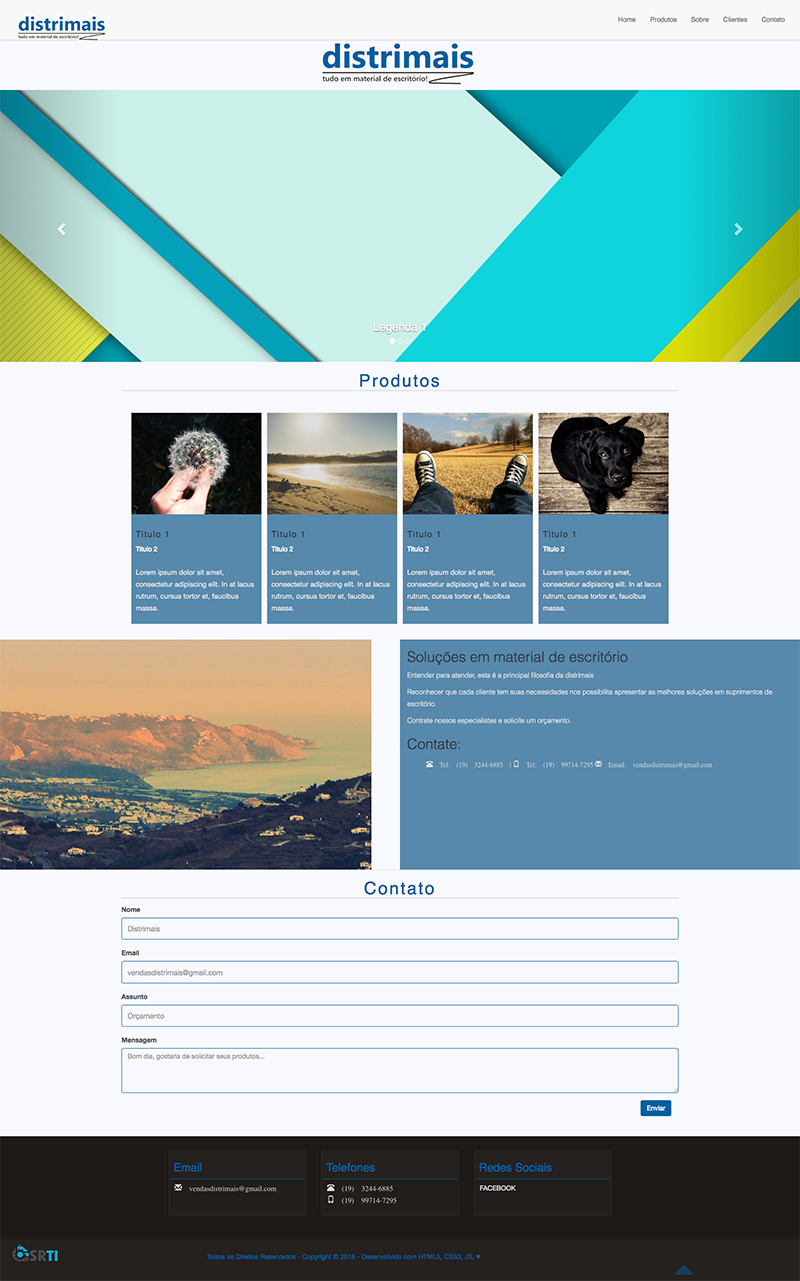 distrimais
tudo em material de escritório!
Home Produtos Sobre Clientes Contato
distrimais
tudo em material de escritório!
Legenda 1
Produtos
Titulo 1
Titulo 2
Lorem ipsum dolor sit amet,
consectetur adipiscing elit. In at lacus
rutrum, cursus tortor et, faucibus
massa.
Titulo 1
Titulo 2
Lorem ipsum dolor sit amet,
consectetur adipiscing elit. In at lacus
rutrum, cursus tortor et, faucibus
massa.
Titulo 1
Titulo 2
Lorem ipsum dolor sit amet,
consectetur adipiscing elit. In at lacus
rutrum, cursus tortor et, faucibus
massa.
Titulo 1
Titulo 2
Lorem ipsum dolor sit amet,
consectetur adipiscing elit. In at lacus
rutrum, cursus tortor et, faucibus
massa.
Soluções em material de escritório
Entender para atender, esta é a principal filosofia da distrimais
Reconhecer que cada cliente tem suas necessidades nos possibilita apresentar as melhores soluções em suprimentos de
escritório.
Contrate nossos especialistas e solicite um orçamento.
Contate:
Tel: (19) 3244-6885 | Tel: (19) 99714-7295 Email: vendasdistrimais@gmail.com
Contato
Nome
Distrimais
Email
vendasdistrimais@gmail.com
Assunto
Orçamento
Mensagem
Bom dia, gostaria de solicitar seus produtos...
Enviar
Email
vendasdistrimais@gmail.com
Telefones
(19) 3244-6885
(19) 99714-7295
Redes Sociais
FACEBOOK
SRTI
Todos os Direitos Reservados - Copyright © 2016 - Desenvolvido com HTML5, CSS3, JS, ♥